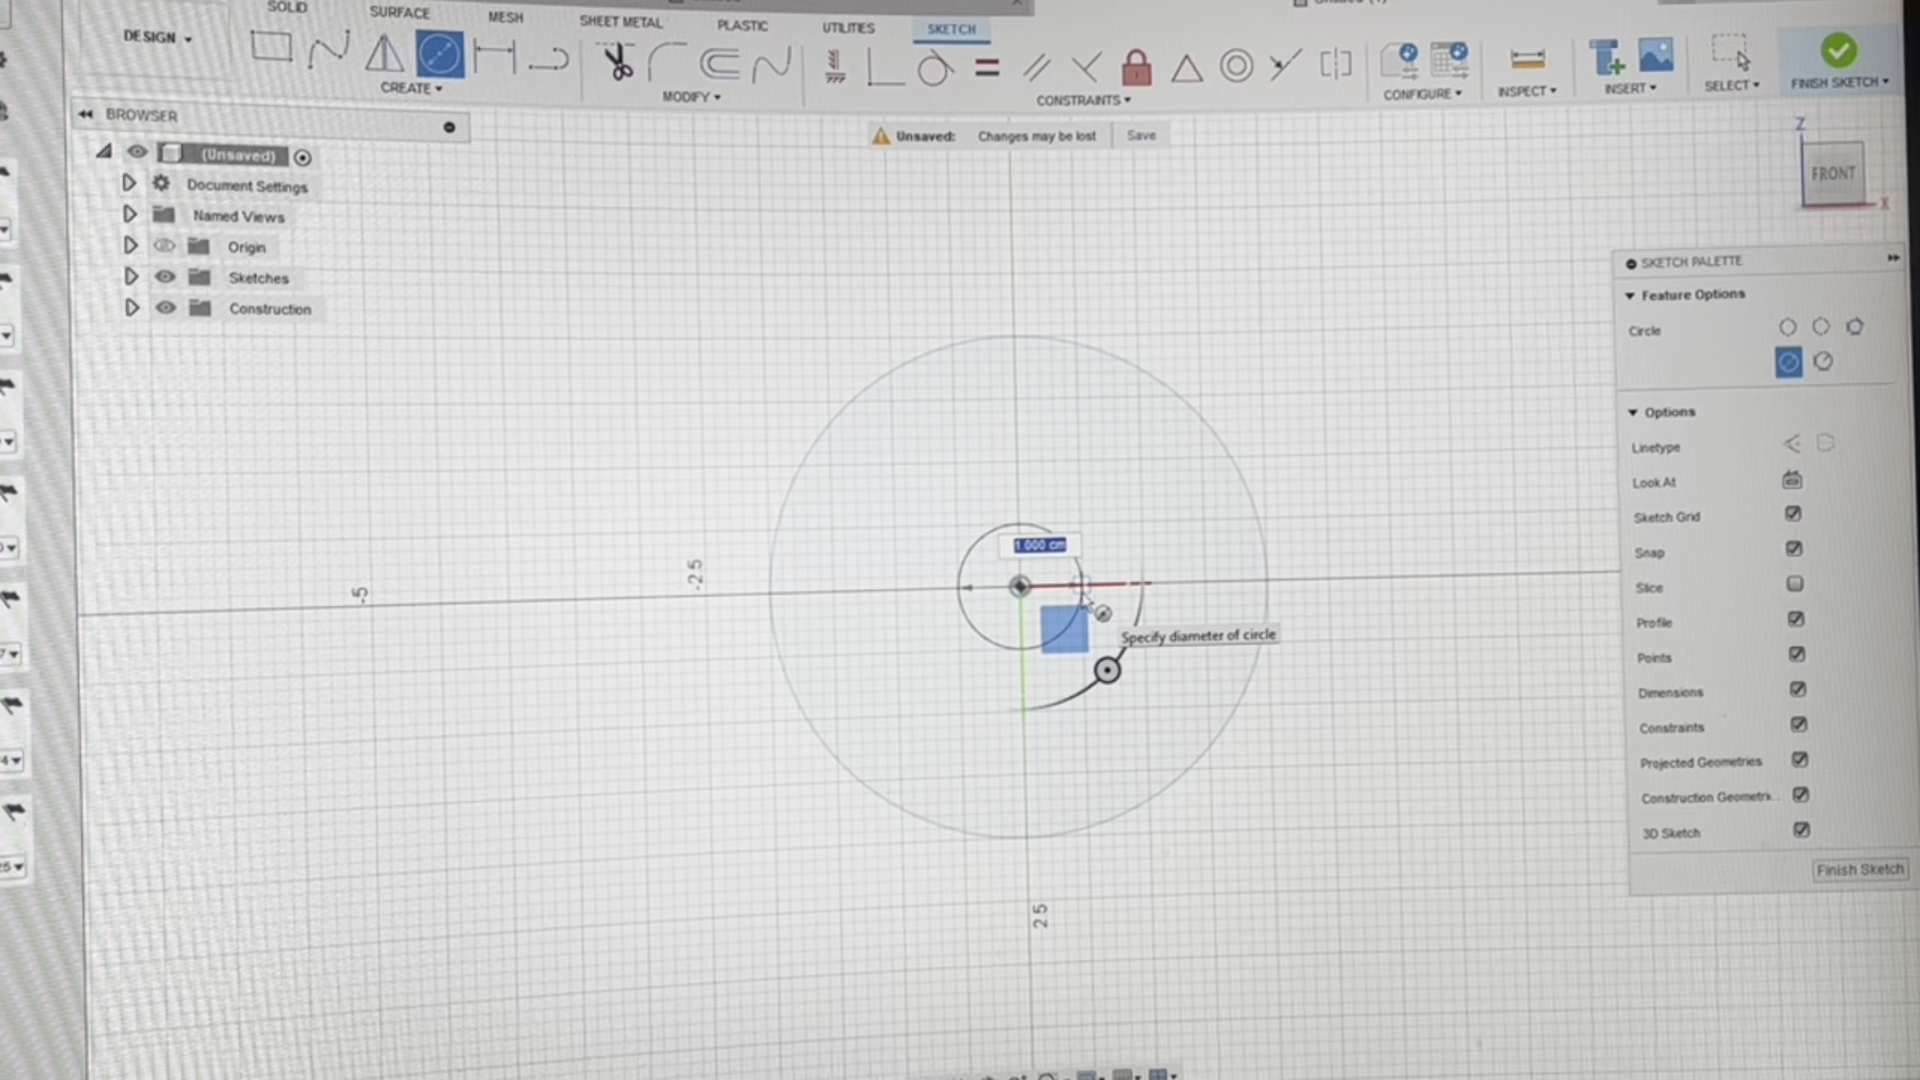 SOLID
SURFACE
MESH
SHEET METAL
PLASTIC
UTILITIES
SKETCH
DESIGN
CREATE
MODIFY
CONSTRAINTS
CONFIGURE
INSPECT
INSERT
SELECT
FINISH SKETCH
BROWSER
Unsaved: Changes may be lost Save
(Unsaved)
Document Settings
Named Views
Origin
Sketches
Construction
Z
FRONT
X
SKETCH PALETTE
Feature Options
Circle
Options
Linetype
Look At
Sketch Grid
Snap
Slice
Profile
Points
Dimensions
Constraints
Projected Geometries
Construction Geometri...
3D Sketch
Finish Sketch
-5
-2.5
1.000 cm
Specify diameter of circle
2.5